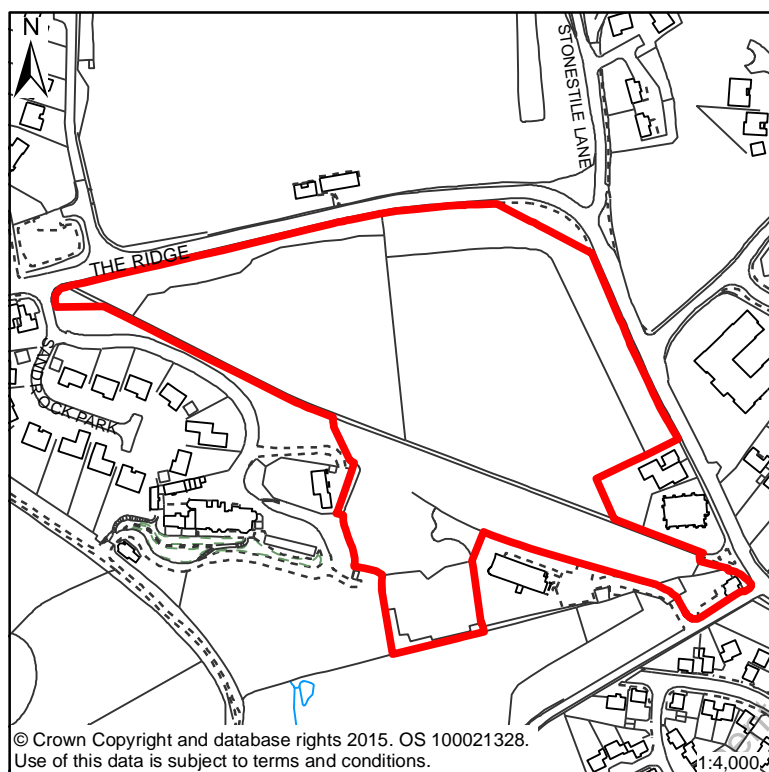 N
STONESTILE LANE
THE RIDGE
SANDROCK PARK
© Crown Copyright and database rights 2015. OS 100021328.
Use of this data is subject to terms and conditions.
1:4,000